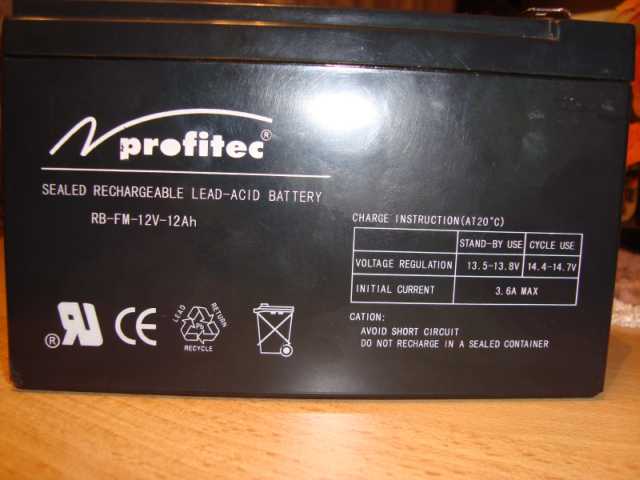 profitec®
SEALED RECHARGEABLE LEAD-ACID BATTERY
RB-FM-12V-12Ah
CHARGE INSTRUCTION(AT20°C)
STAND-BY USE CYCLE USE
VOLTAGE REGULATION 13.5-13.8V 14.4-14.7V
INITIAL CURRENT 3.6A MAX
CATION:
AVOID SHORT CIRCUIT
DO NOT RECHARGE IN A SEALED CONTAINER
® CE
LEAD RETURN
Pb
RECYCLE
Pb